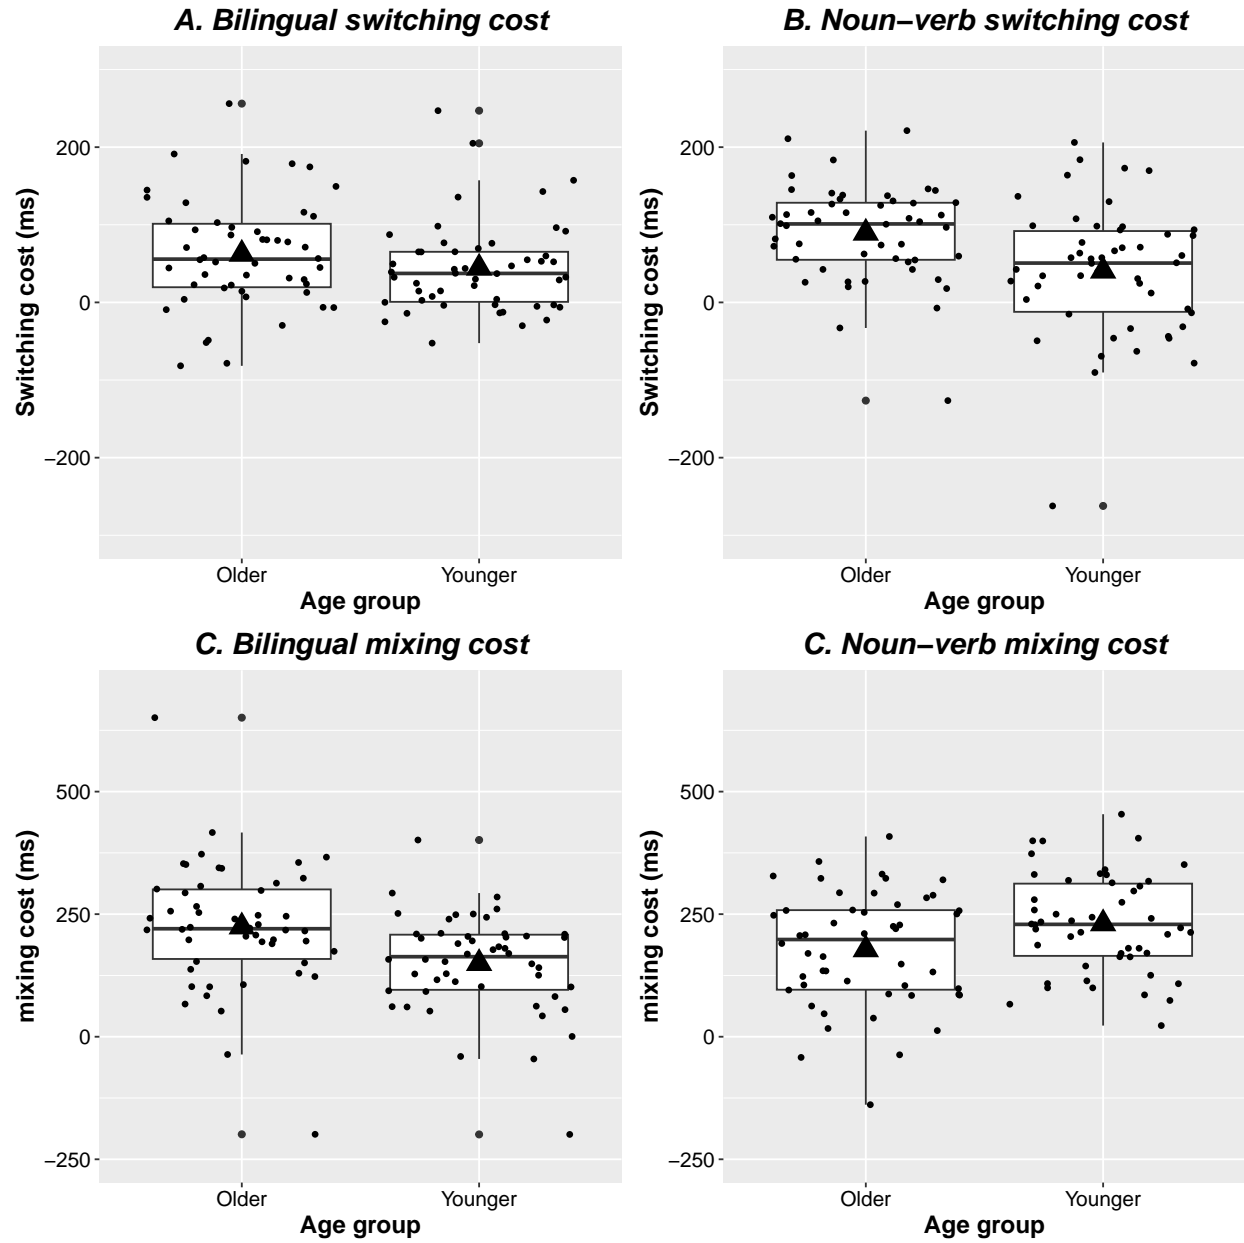 A. Bilingual switching cost
Switching cost (ms)
200
0
−200
Older
Younger
Age group
B. Noun−verb switching cost
Switching cost (ms)
200
0
−200
Older
Younger
Age group
C. Bilingual mixing cost
mixing cost (ms)
500
250
0
−250
Older
Younger
Age group
C. Noun−verb mixing cost
mixing cost (ms)
500
250
0
−250
Older
Younger
Age group